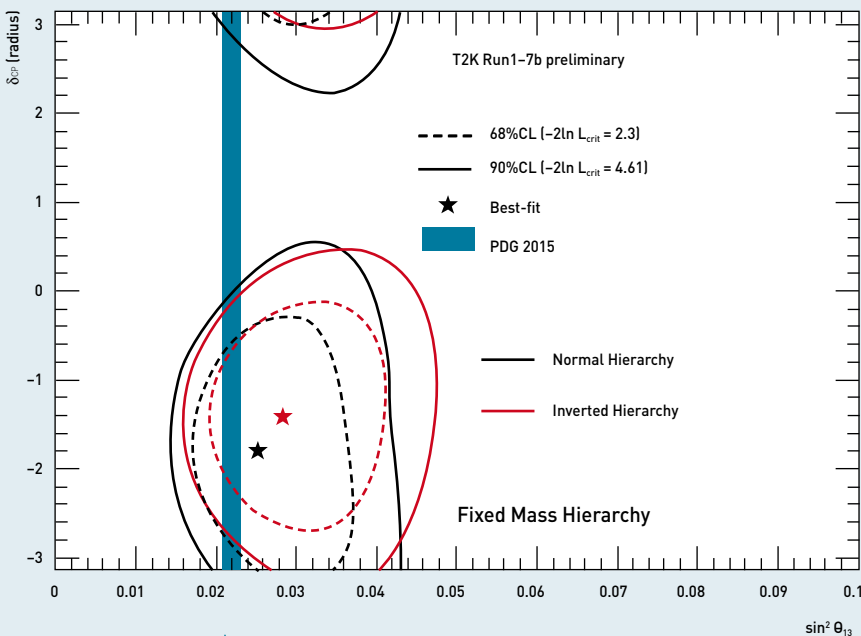 δCP (radius)
3
2
1
0
−1
−2
−3
T2K Run1–7b preliminary
68%CL (−2ln Lcrit = 2.3)
90%CL (−2ln Lcrit = 4.61)
Best-fit
PDG 2015
Normal Hierarchy
Inverted Hierarchy
Fixed Mass Hierarchy
0 0.01 0.02 0.03 0.04 0.05 0.06 0.07 0.08 0.09 0.1
sin² θ13